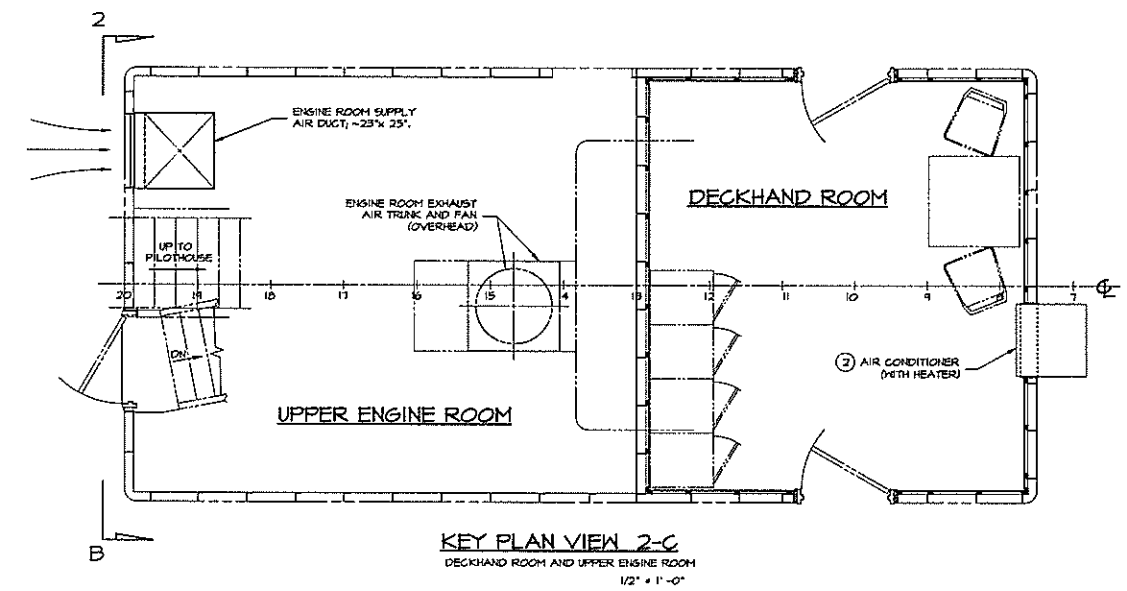 2
ENGINE ROOM SUPPLY
AIR DUCT; ~23"x 25".
DECKHAND ROOM
ENGINE ROOM EXHAUST
AIR TRUNK AND FAN
(OVERHEAD)
UP TO
PILOTHOUSE
20 19 18 17 16 15 14 13 12 11 10 9 8 7 CL
DN
2 AIR CONDITIONER
(WITH HEATER)
UPPER ENGINE ROOM
B
KEY PLAN VIEW 2-C
DECKHAND ROOM AND UPPER ENGINE ROOM
1/2" = 1'-0"